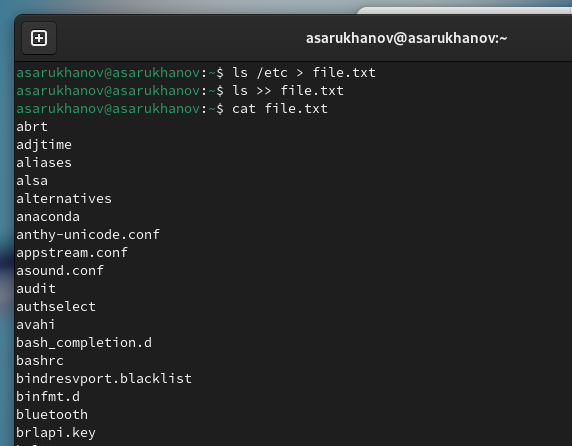 asarukhanov@asarukhanov:~
asarukhanov@asarukhanov:~$ ls /etc > file.txt
asarukhanov@asarukhanov:~$ ls >> file.txt
asarukhanov@asarukhanov:~$ cat file.txt
abrt
adjtime
aliases
alsa
alternatives
anaconda
anthy-unicode.conf
appstream.conf
asound.conf
audit
authselect
avahi
bash_completion.d
bashrc
bindresvport.blacklist
binfmt.d
bluetooth
brlapi.key